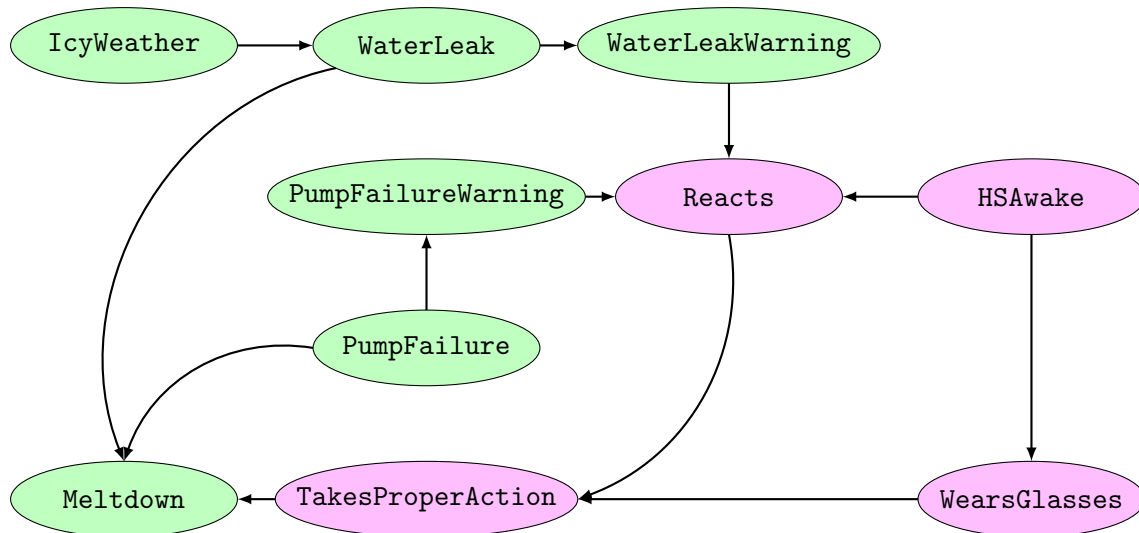 IcyWeather
WaterLeak
WaterLeakWarning
PumpFailureWarning
Reacts
HSAwake
PumpFailure
Meltdown
TakesProperAction
WearsGlasses